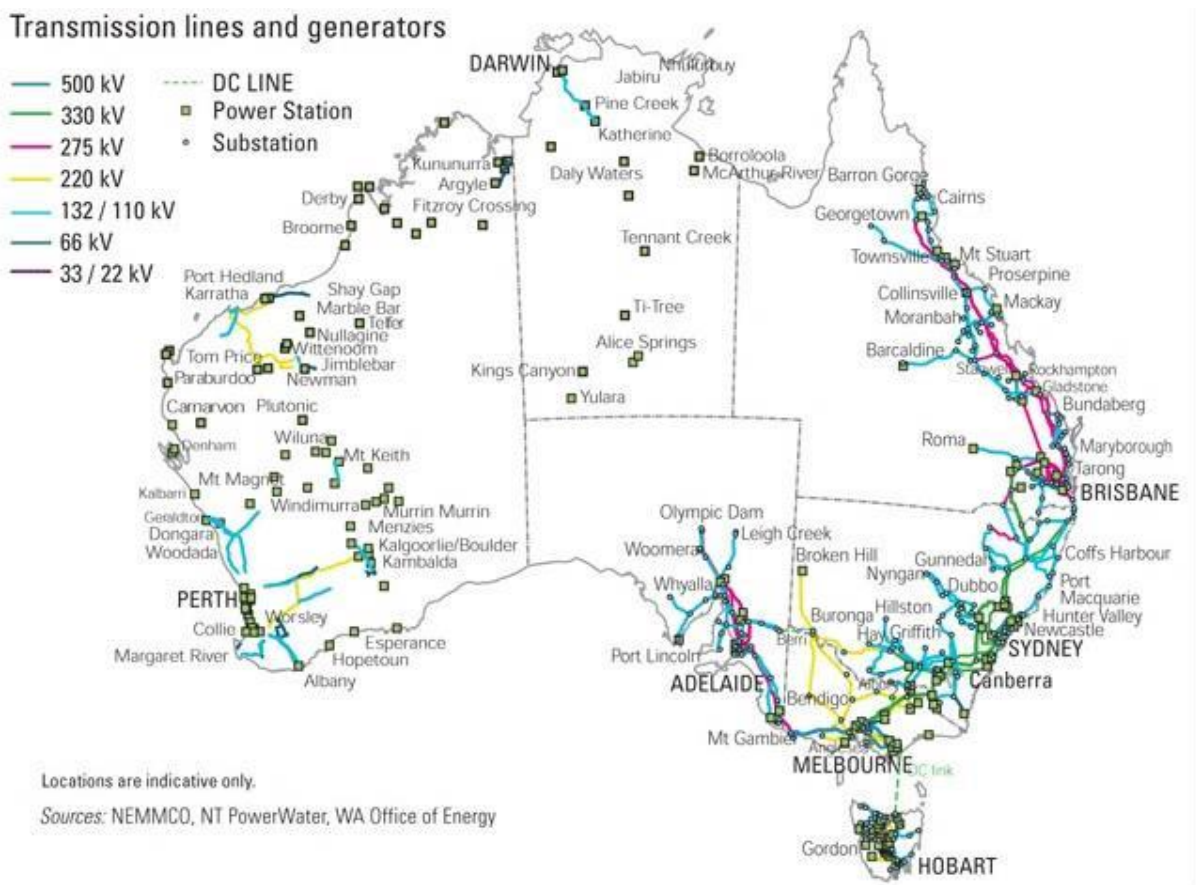 Transmission lines and generators
500 kV
330 kV
275 kV
220 kV
132 / 110 kV
66 kV
33 / 22 kV
DC LINE
Power Station
Substation
DARWIN
Nhulunbuy
Jabiru
Pine Creek
Katherine
Kununurra
Argyle
Daly Waters
Borroloola
McArthur River
Barron Gorge
Cairns
Derby
Fitzroy Crossing
Georgetown
Broome
Tennant Creek
Townsville
Mt Stuart
Proserpine
Port Hedland
Karratha
Shay Gap
Marble Bar
Telfer
Nullagine
Wittenoom
Tom Price
Jimblebar
Paraburdoo
Newman
Ti-Tree
Alice Springs
Kings Canyon
Yulara
Collinsville
Mackay
Moranbah
Barcaldine
Stanwell
Rockhampton
Gladstone
Bundaberg
Carnarvon
Plutonic
Denham
Wiluna
Mt Keith
Roma
Maryborough
Tarong
BRISBANE
Kalbarri
Mt Magnet
Windimurra
Murrin Murrin
Geraldton
Dongara
Woodada
Menzies
Kalgoorlie/Boulder
Kambalda
Olympic Dam
Leigh Creek
Woomera
Broken Hill
Gunnedal
Coffs Harbour
Nyngan
Dubbo
Port
Macquarie
Whyalla
PERTH
Worsley
Collie
Esperance
Margaret River
Hopetoun
Albany
Buronga
Hillston
Hunter Valley
Newcastle
Berri
Hay
Griffith
SYDNEY
Port Lincoln
ADELAIDE
Canberra
Bendigo
Mt Gambier
Anglesea
MELBOURNE
DC link
Locations are indicative only.
Sources: NEMMCO, NT PowerWater, WA Office of Energy
Gordon
HOBART